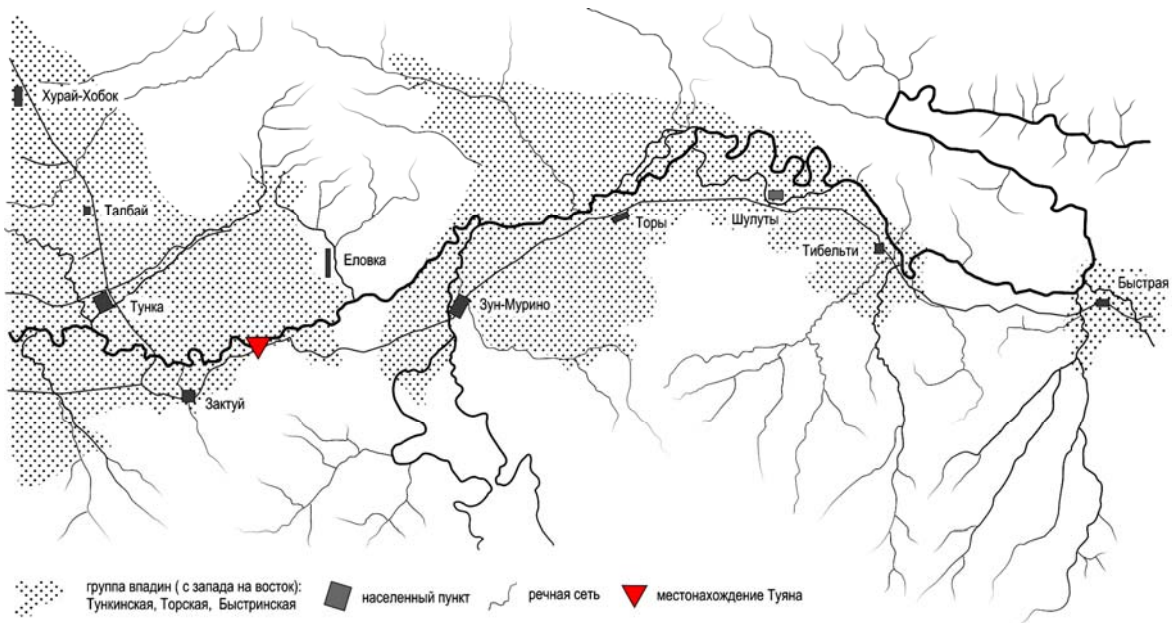 Хурай-Хобок
Талбай
Еловка
Тунка
Зактуй
Зун-Мурино
Торы
Шулуты
Тибельти
Быстрая
группа впадин ( с запада на восток):
Тункинская, Торская, Быстринская
населенный пункт
речная сеть
местонахождение Туяна